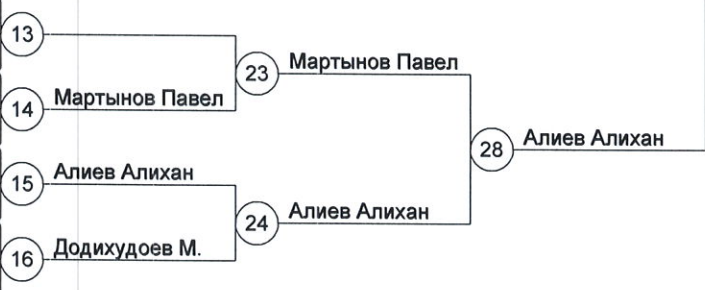 13
Мартынов Павел
23
14
Мартынов Павел
Алиев Алихан
28
15
Алиев Алихан
Алиев Алихан
24
16
Додихудоев М.